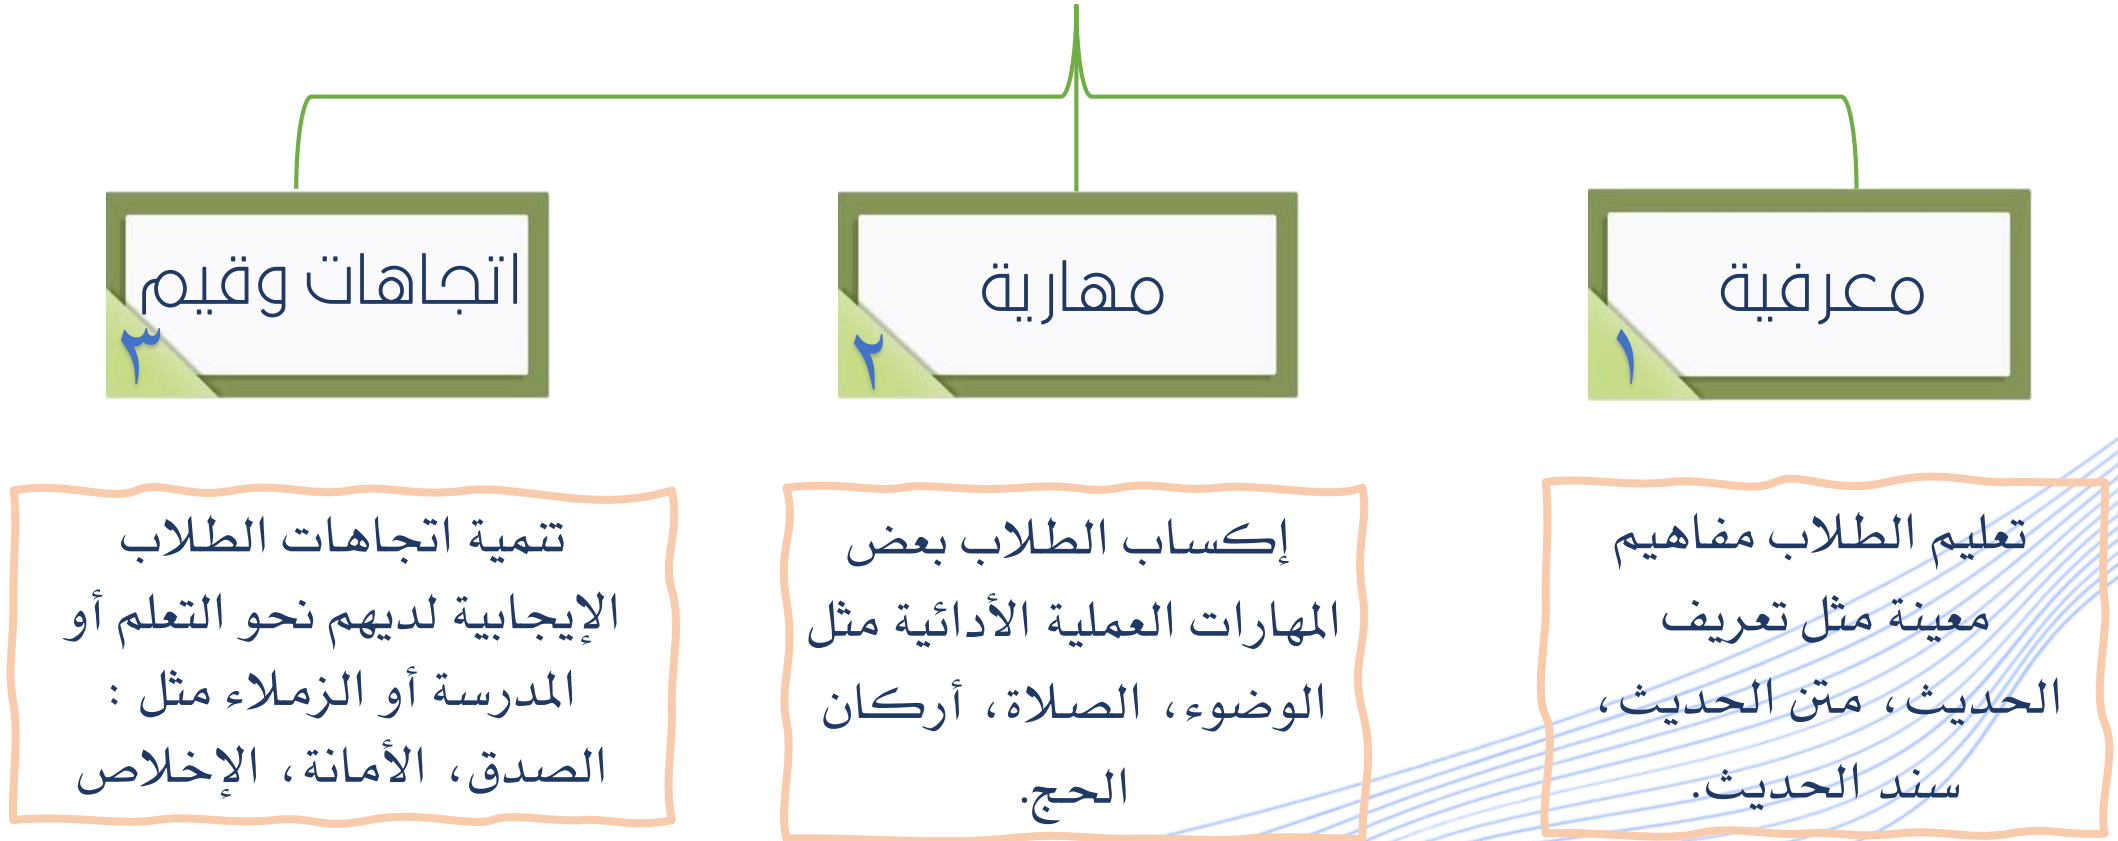 معرفية
١
مهارية
٢
اتجاهات وقيم
٣
تعليم الطلاب مفاهيم
معينة مثل تعريف
الحديث، متن الحديث،
سند الحديث.
إكساب الطلاب بعض
المهارات العملية الأدائية مثل
الوضوء، الصلاة، أركان
الحج.
تنمية اتجاهات الطلاب
الإيجابية لديهم نحو التعلم أو
المدرسة أو الزملاء مثل :
الصدق، الأمانة، الإخلاص